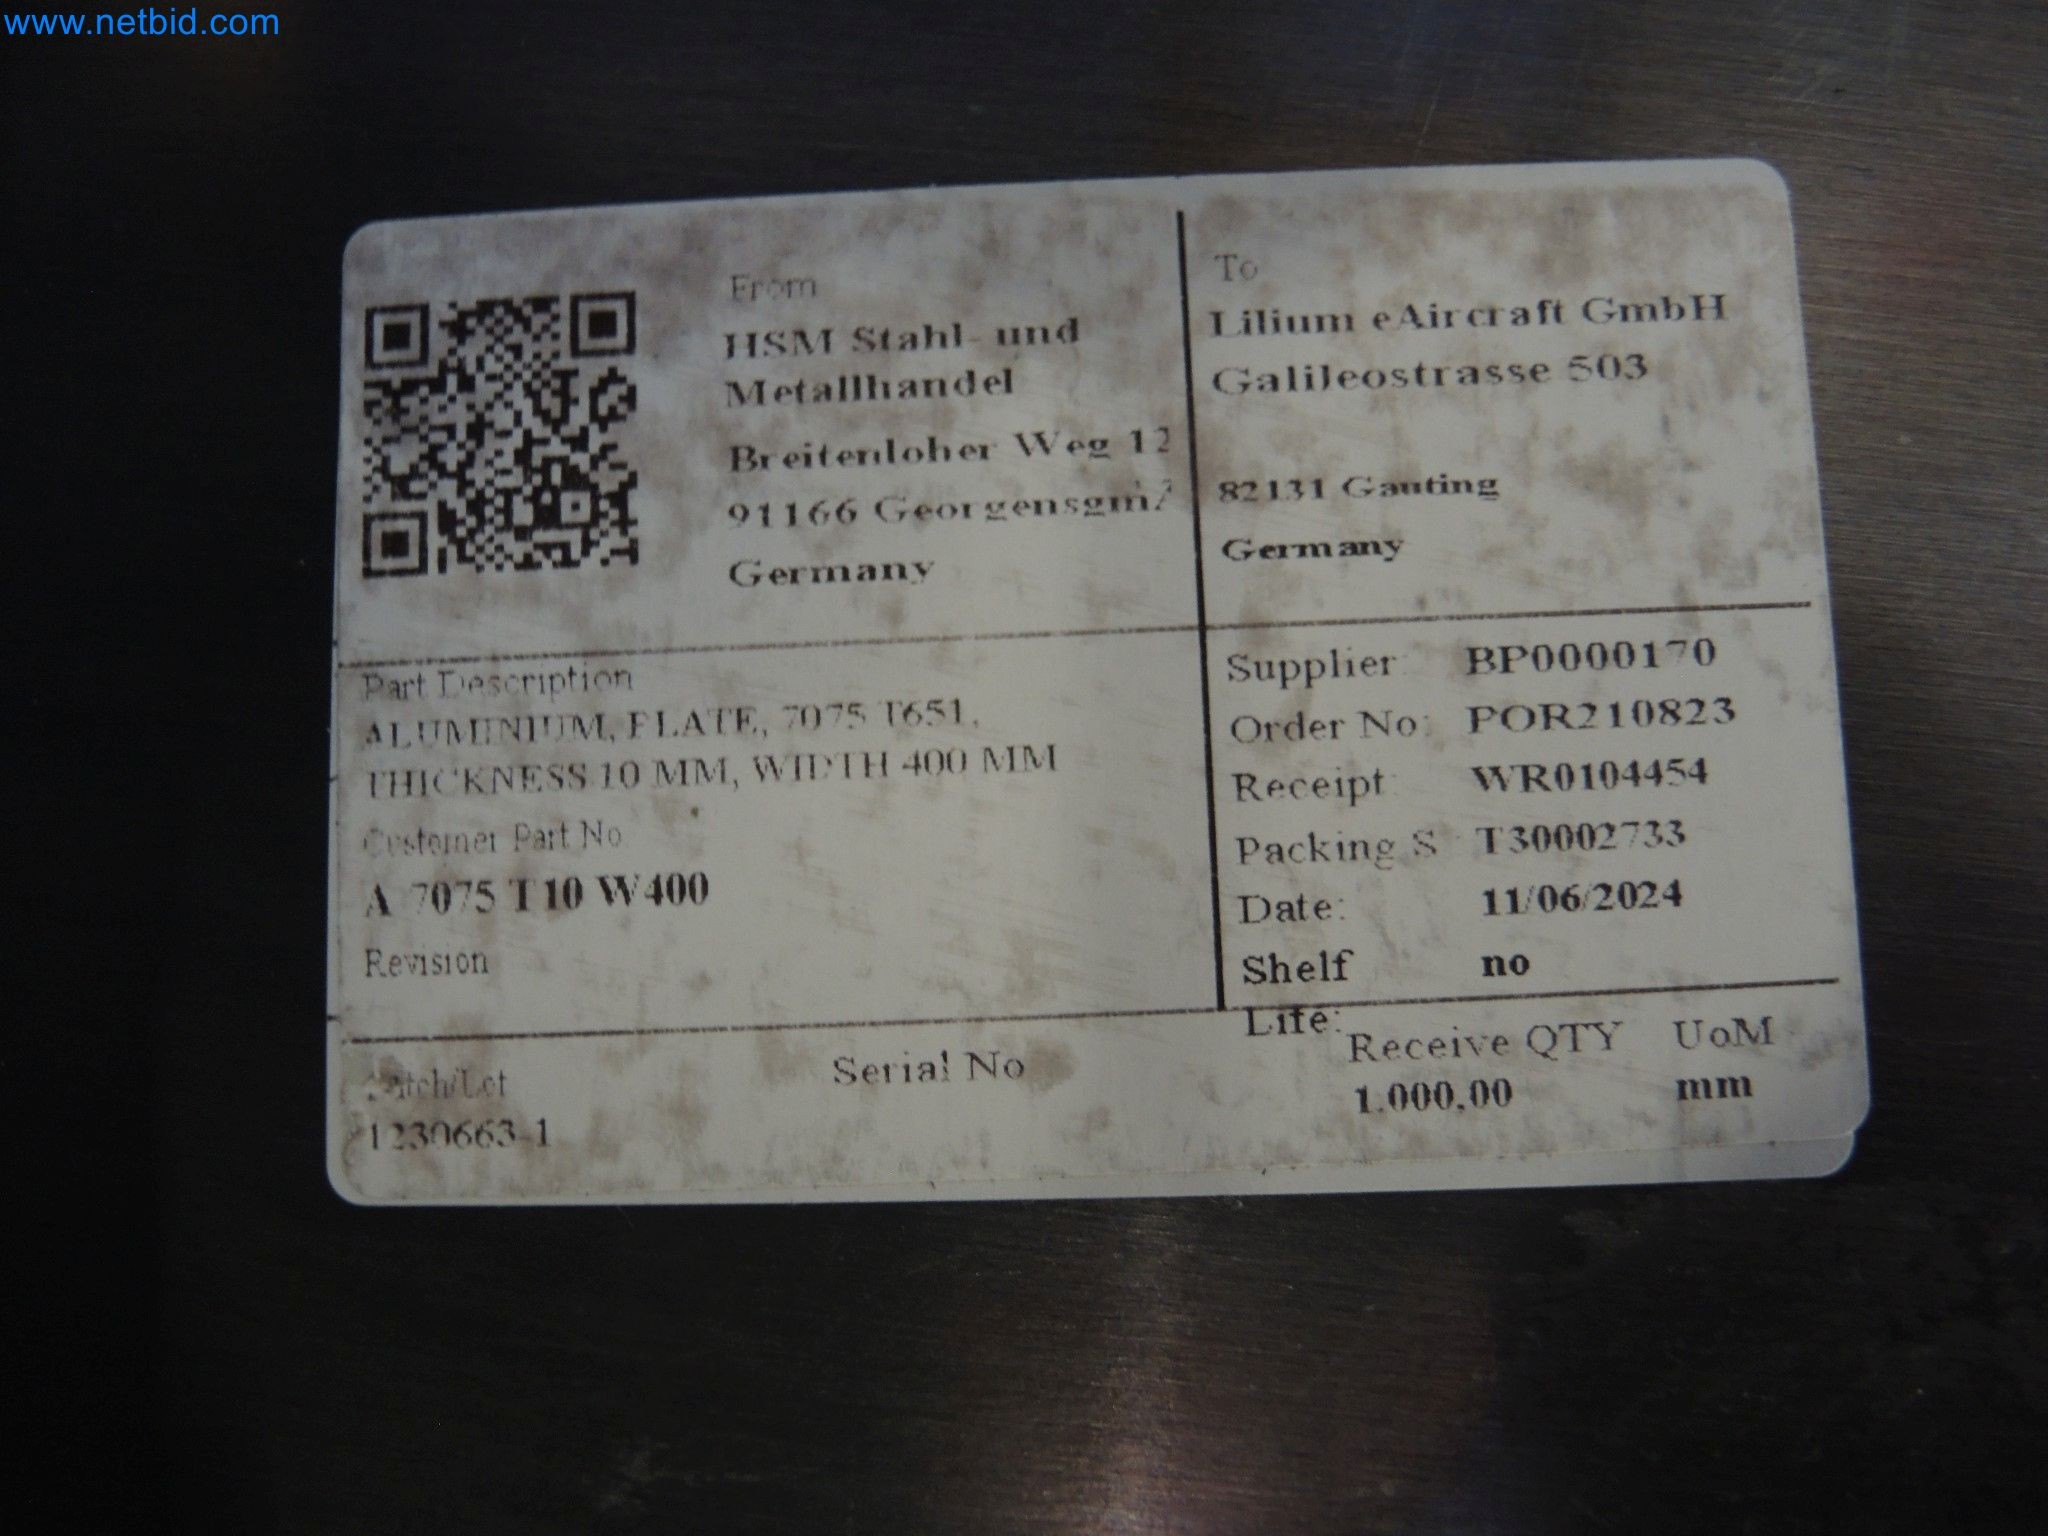 www.netbid.com
From
HSM Stahl- und
Metallhandel
Breitenloher Weg 12
91166 Georgensgm
Germany
To
Lilium eAircraft GmbH
Galileostrasse 503
82131 Gauting
Germany
Part Description
ALUMINIUM, PLATE, 7075 T651,
THICKNESS 10 MM, WIDTH 400 MM
Customer Part No
A 7075 T10 W400
Revision
Supplier BP0000170
Order No: POR210823
Receipt WR0104454
Packing S T30002733
Date: 11/06/2024
Shelf no
Life:
Batch/Lot
1230663-1
Serial No
Receive QTY UoM
1.000,00 mm